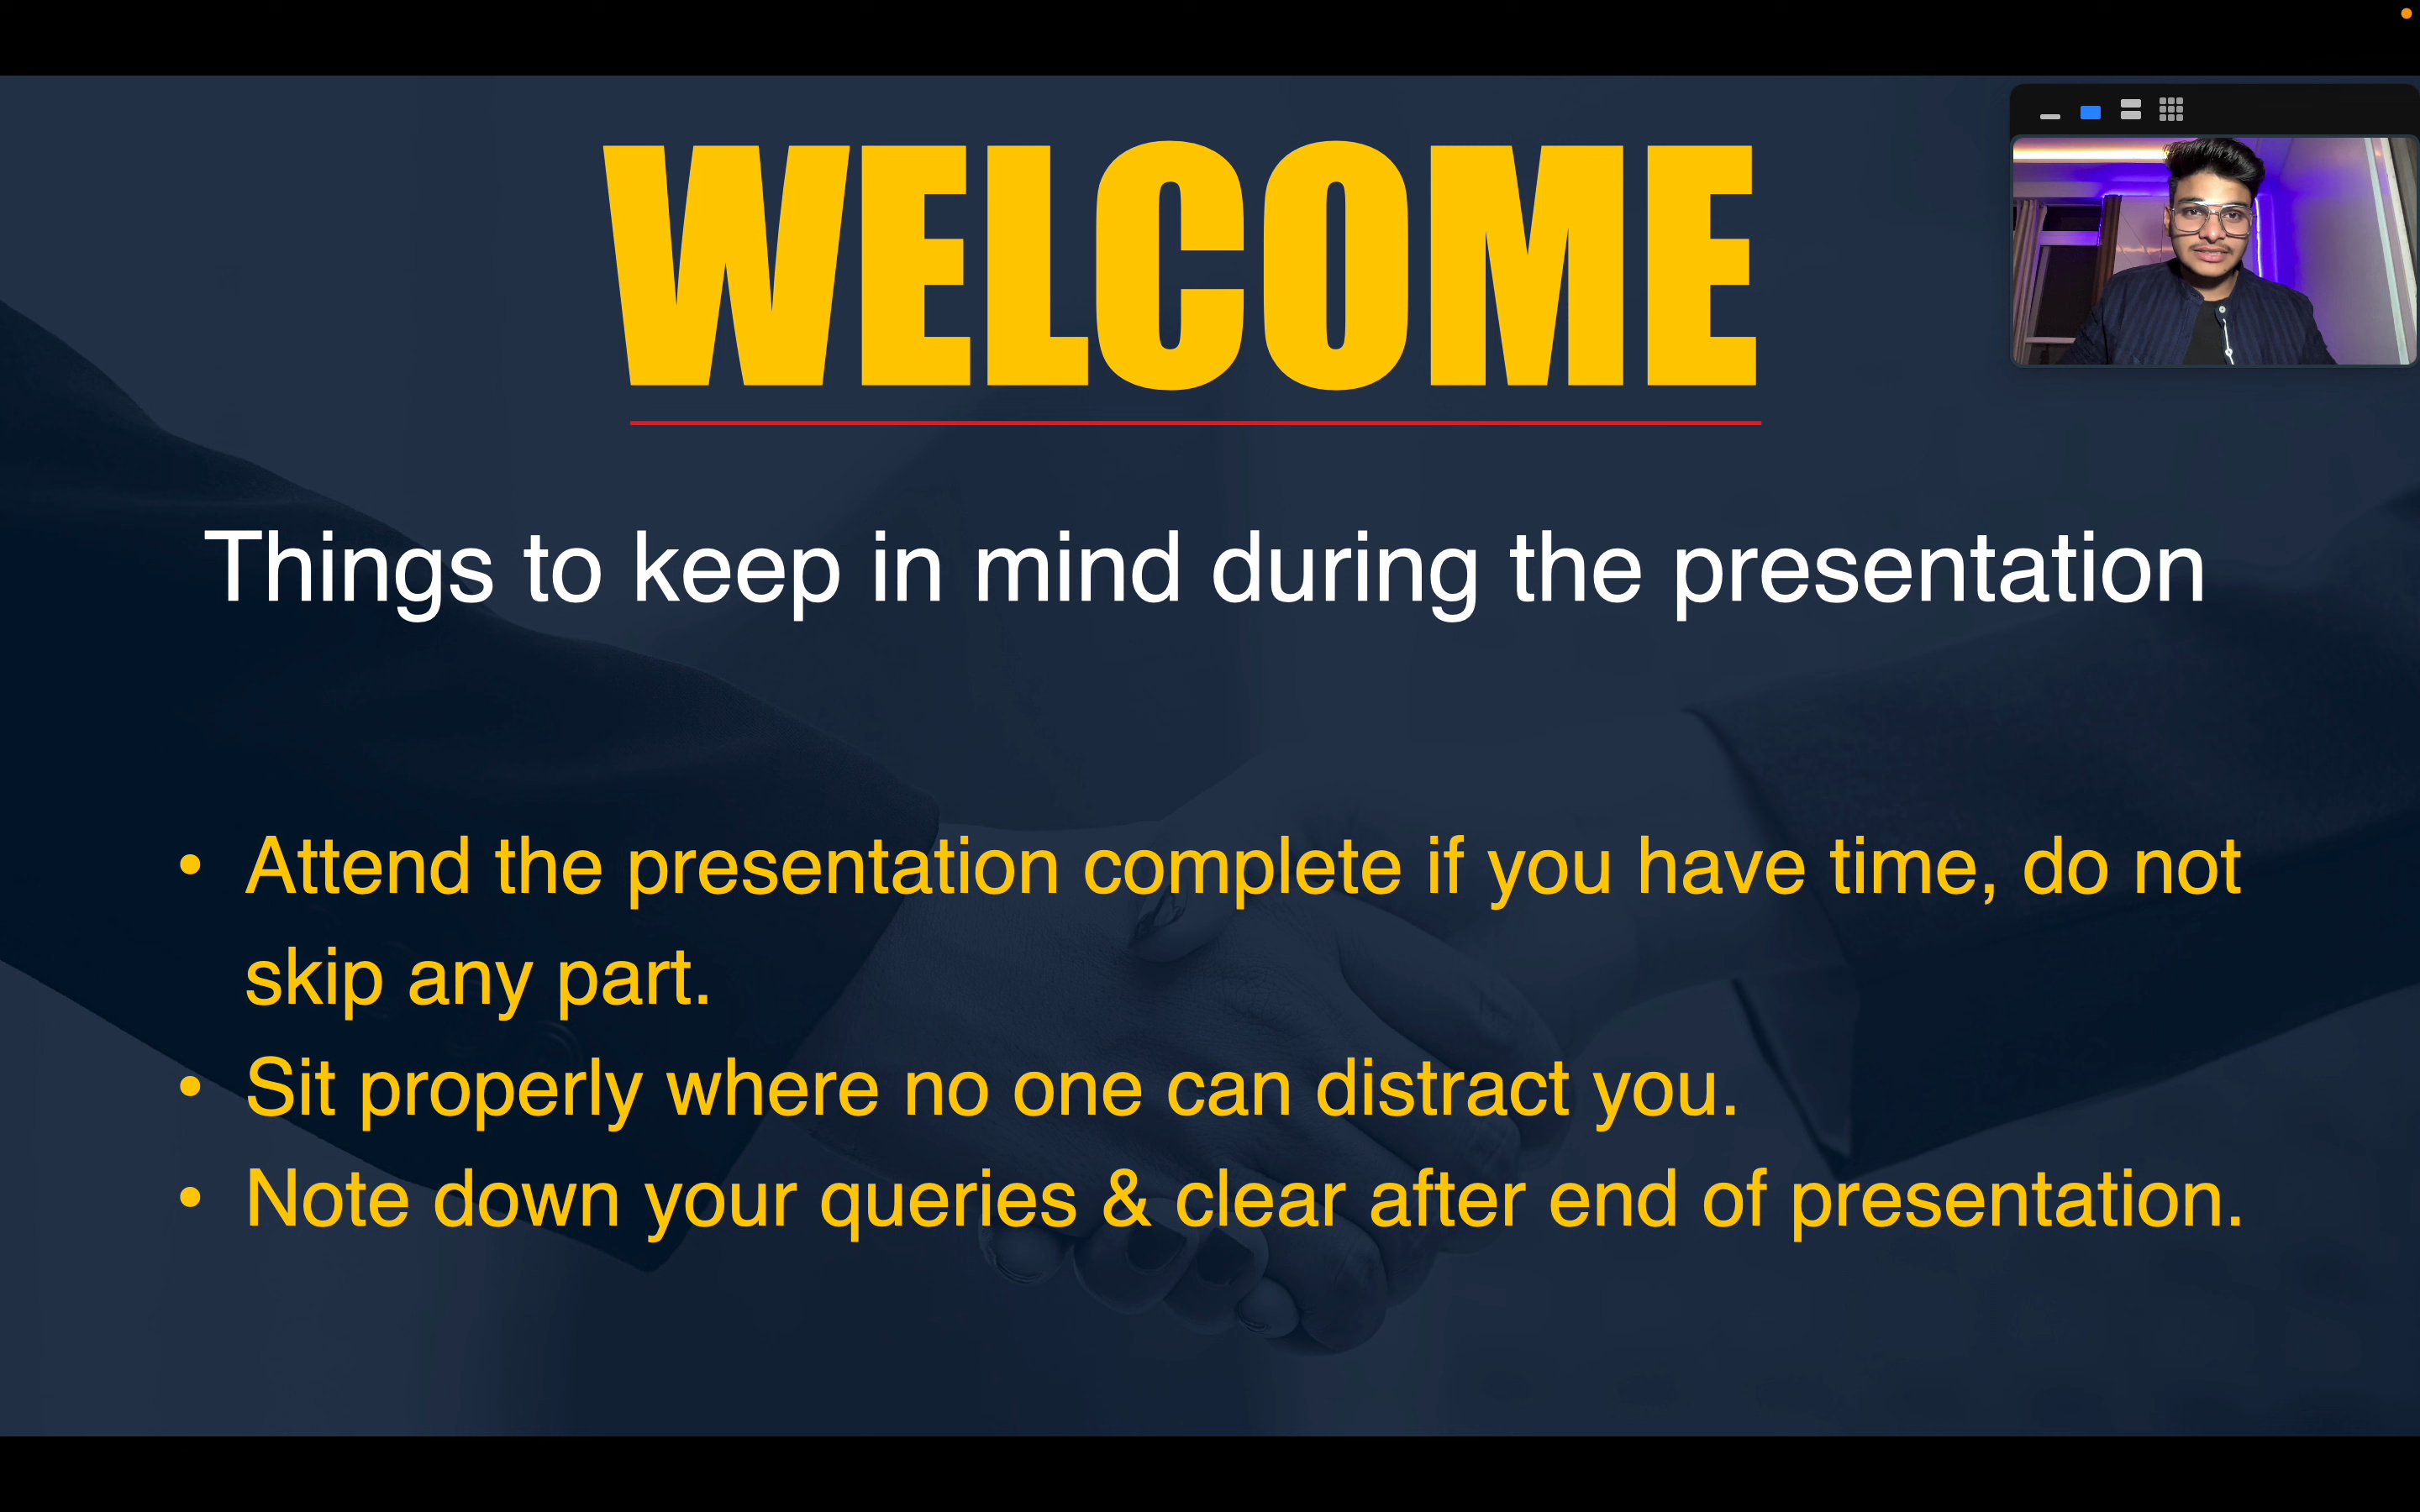 WELCOME
Things to keep in mind during the presentation
• Attend the presentation complete if you have time, do not
skip any part.
• Sit properly where no one can distract you.
• Note down your queries & clear after end of presentation.